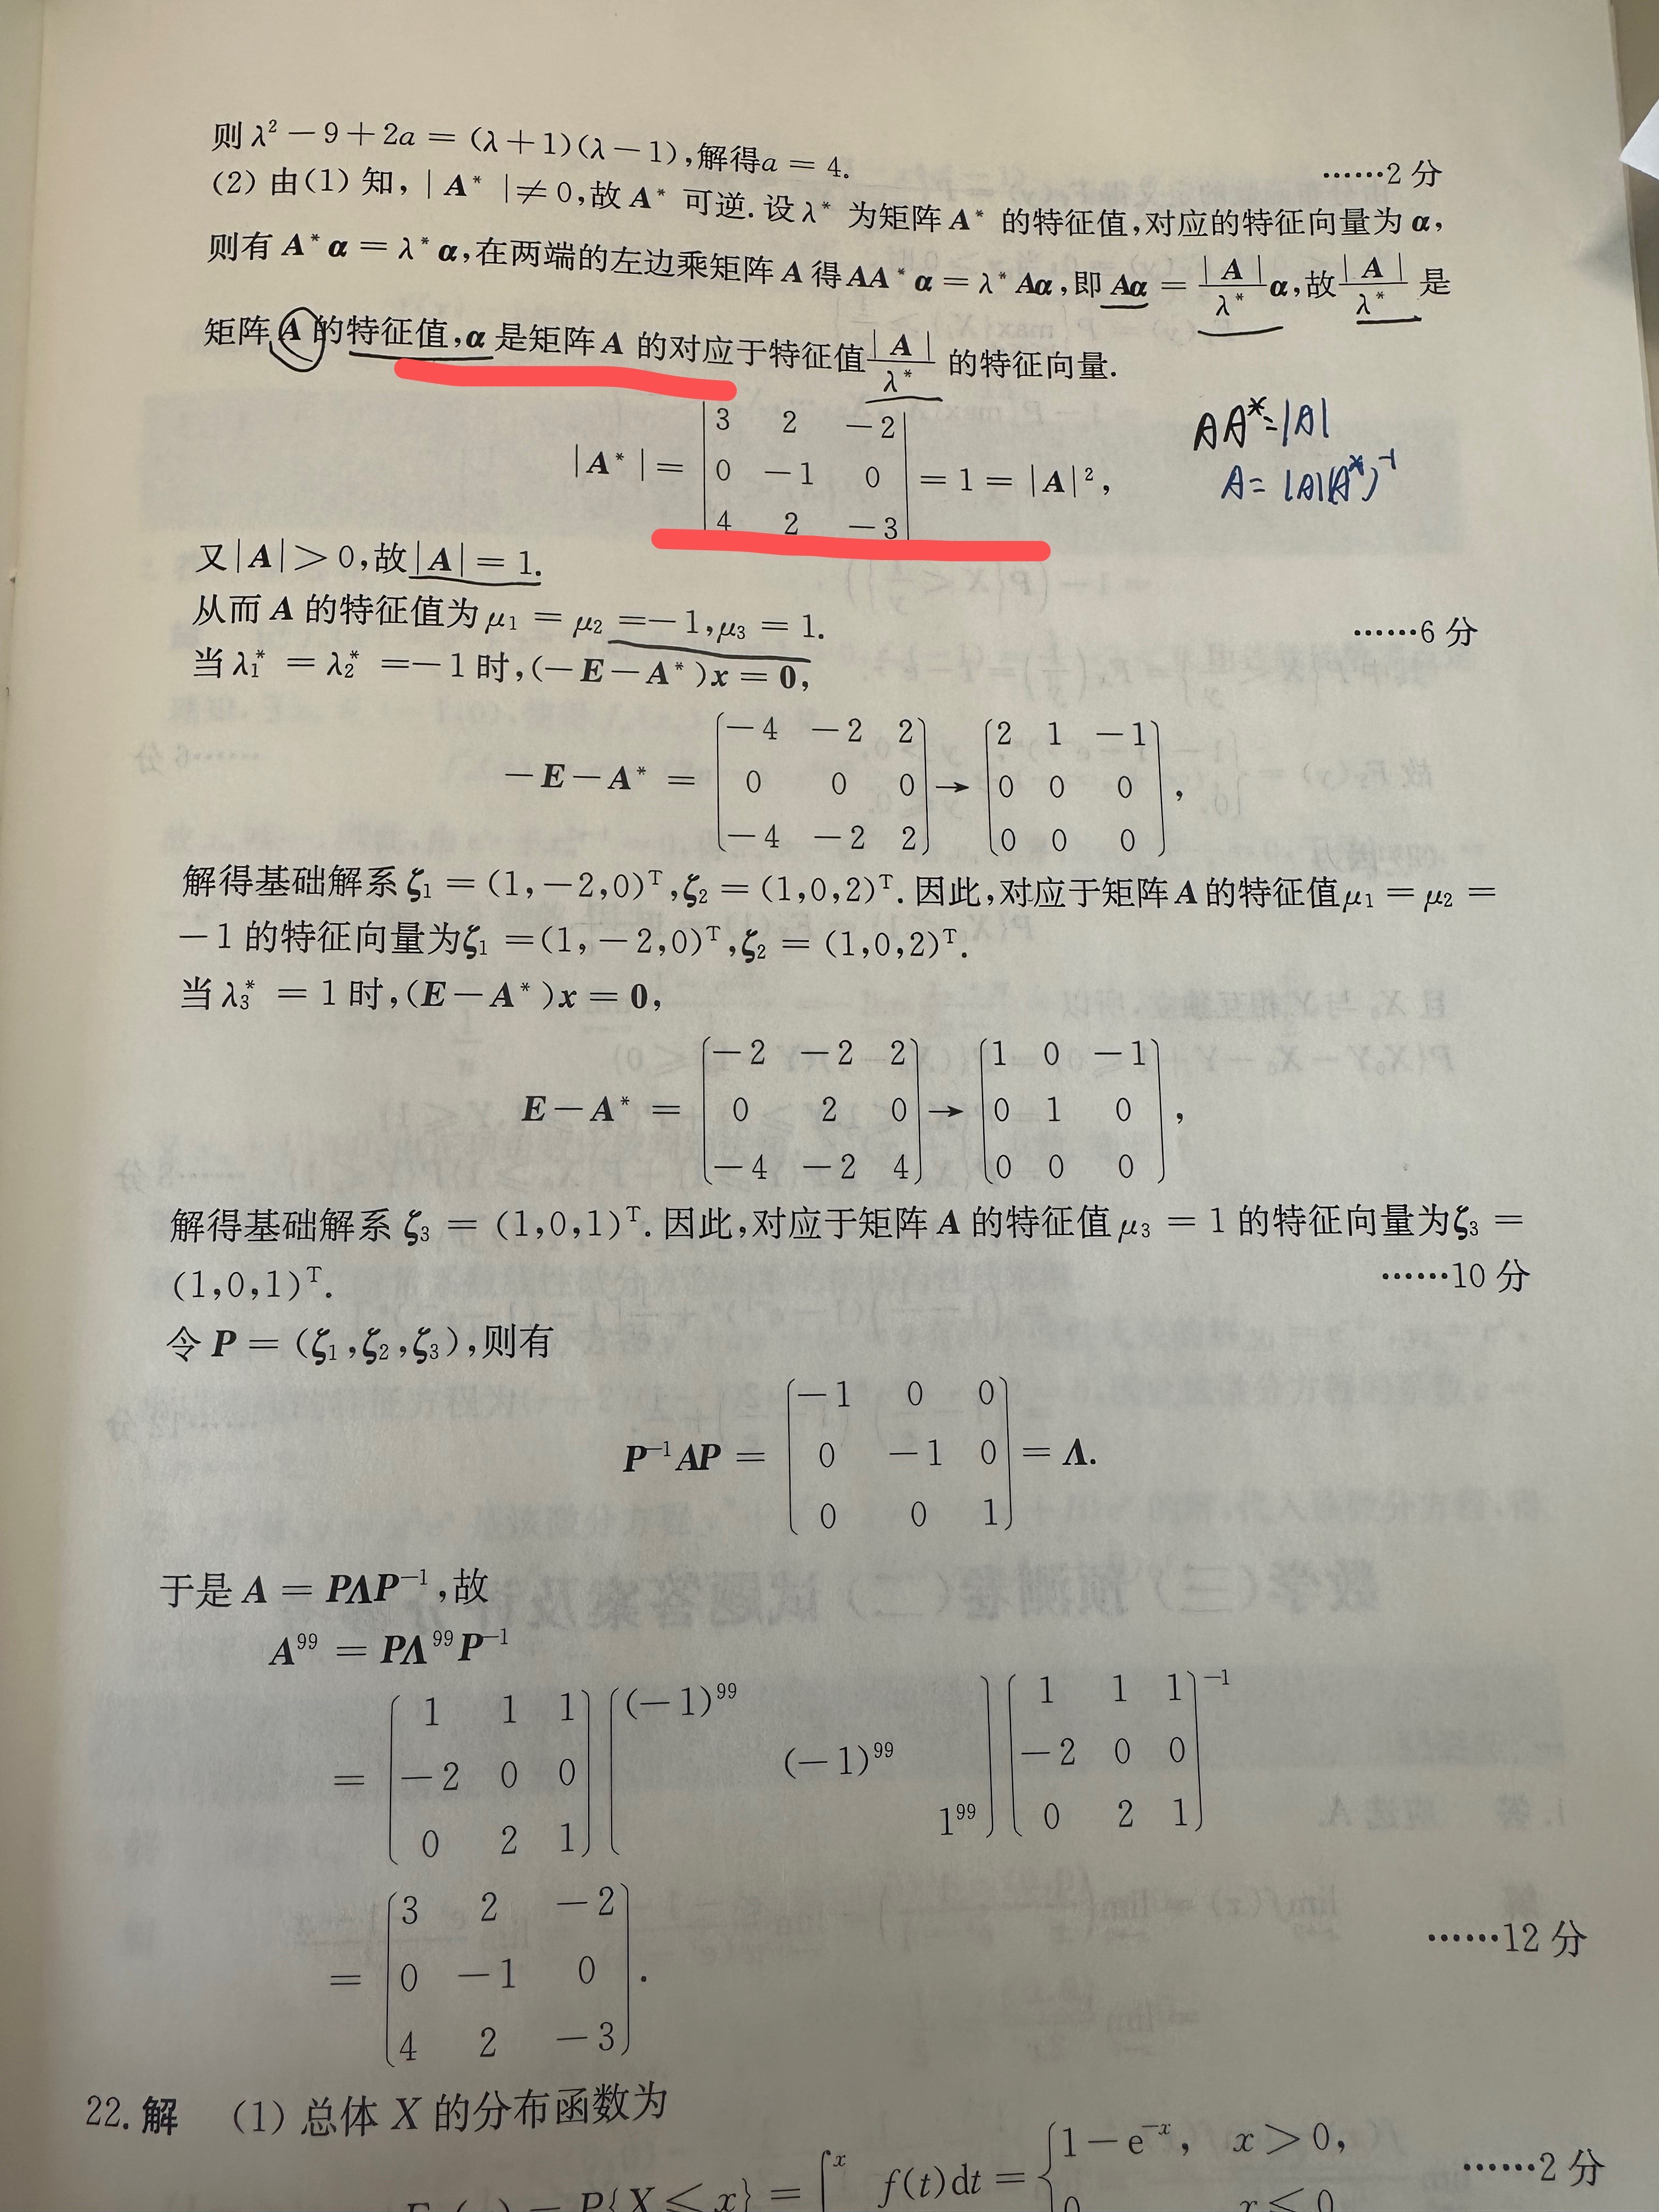 则 λ² － 9 ＋ 2a ＝ (λ＋1)(λ－1),解得a ＝ 4. ……2 分
(2) 由(1) 知, | A* |≠ 0,故 A* 可逆. 设 λ* 为矩阵 A* 的特征值,对应的特征向量为 α,
则有 A*α ＝ λ*α,在两端的左边乘矩阵 A 得 AA*α ＝ λ*Aα,即 Aα ＝ |A|/λ* α,故 |A|/λ* 是
矩阵 A 的特征值,α 是矩阵 A 的对应于特征值 |A|/λ* 的特征向量.
|A*| ＝ | 3 2 －2 |
| 0 －1 0 | ＝ 1 ＝ |A|²,
| 4 2 －3 |
AA*=|A|
A=|A|(A*)⁻¹
又|A|＞0,故|A|＝1.
从而 A 的特征值为 μ₁ ＝ μ₂ ＝－1,μ₃ ＝ 1. ……6 分
当 λ₁* ＝ λ₂* ＝－1 时,(－E－A*)x ＝ 0,
－E－A* ＝ (－4 －2 2) → (2 1 －1)
(0 0 0) (0 0 0),
(－4 －2 2) (0 0 0)
解得基础解系 ζ₁ ＝ (1,－2,0)ᵀ,ζ₂ ＝ (1,0,2)ᵀ. 因此,对应于矩阵 A 的特征值μ₁ ＝ μ₂ ＝
－1 的特征向量为ζ₁ ＝(1,－2,0)ᵀ,ζ₂ ＝ (1,0,2)ᵀ.
当 λ₃* ＝ 1 时,(E－A*)x ＝ 0,
E－A* ＝ (－2 －2 2) → (1 0 －1)
(0 2 0) (0 1 0),
(－4 －2 4) (0 0 0)
解得基础解系 ζ₃ ＝ (1,0,1)ᵀ. 因此,对应于矩阵 A 的特征值 μ₃ ＝ 1 的特征向量为ζ₃ ＝
(1,0,1)ᵀ. ……10 分
令 P ＝ (ζ₁,ζ₂,ζ₃),则有
P⁻¹AP ＝ (－1 0 0)
(0 －1 0) ＝ Λ.
(0 0 1)
于是 A ＝ PΛP⁻¹,故
A⁹⁹ ＝ PΛ⁹⁹P⁻¹
＝ (1 1 1) ((－1)⁹⁹ ) (1 1 1)⁻¹
(－2 0 0) ( (－1)⁹⁹ ) (－2 0 0)
(0 2 1) ( 1⁹⁹) (0 2 1)
＝ (3 2 －2)
(0 －1 0).
(4 2 －3) ……12 分
22. 解 (1) 总体 X 的分布函数为
P{X ≤ x} ＝ ∫ˣ f(t)dt ＝ {1－e⁻ˣ, x＞0, ……2 分
0 x ≤ 0